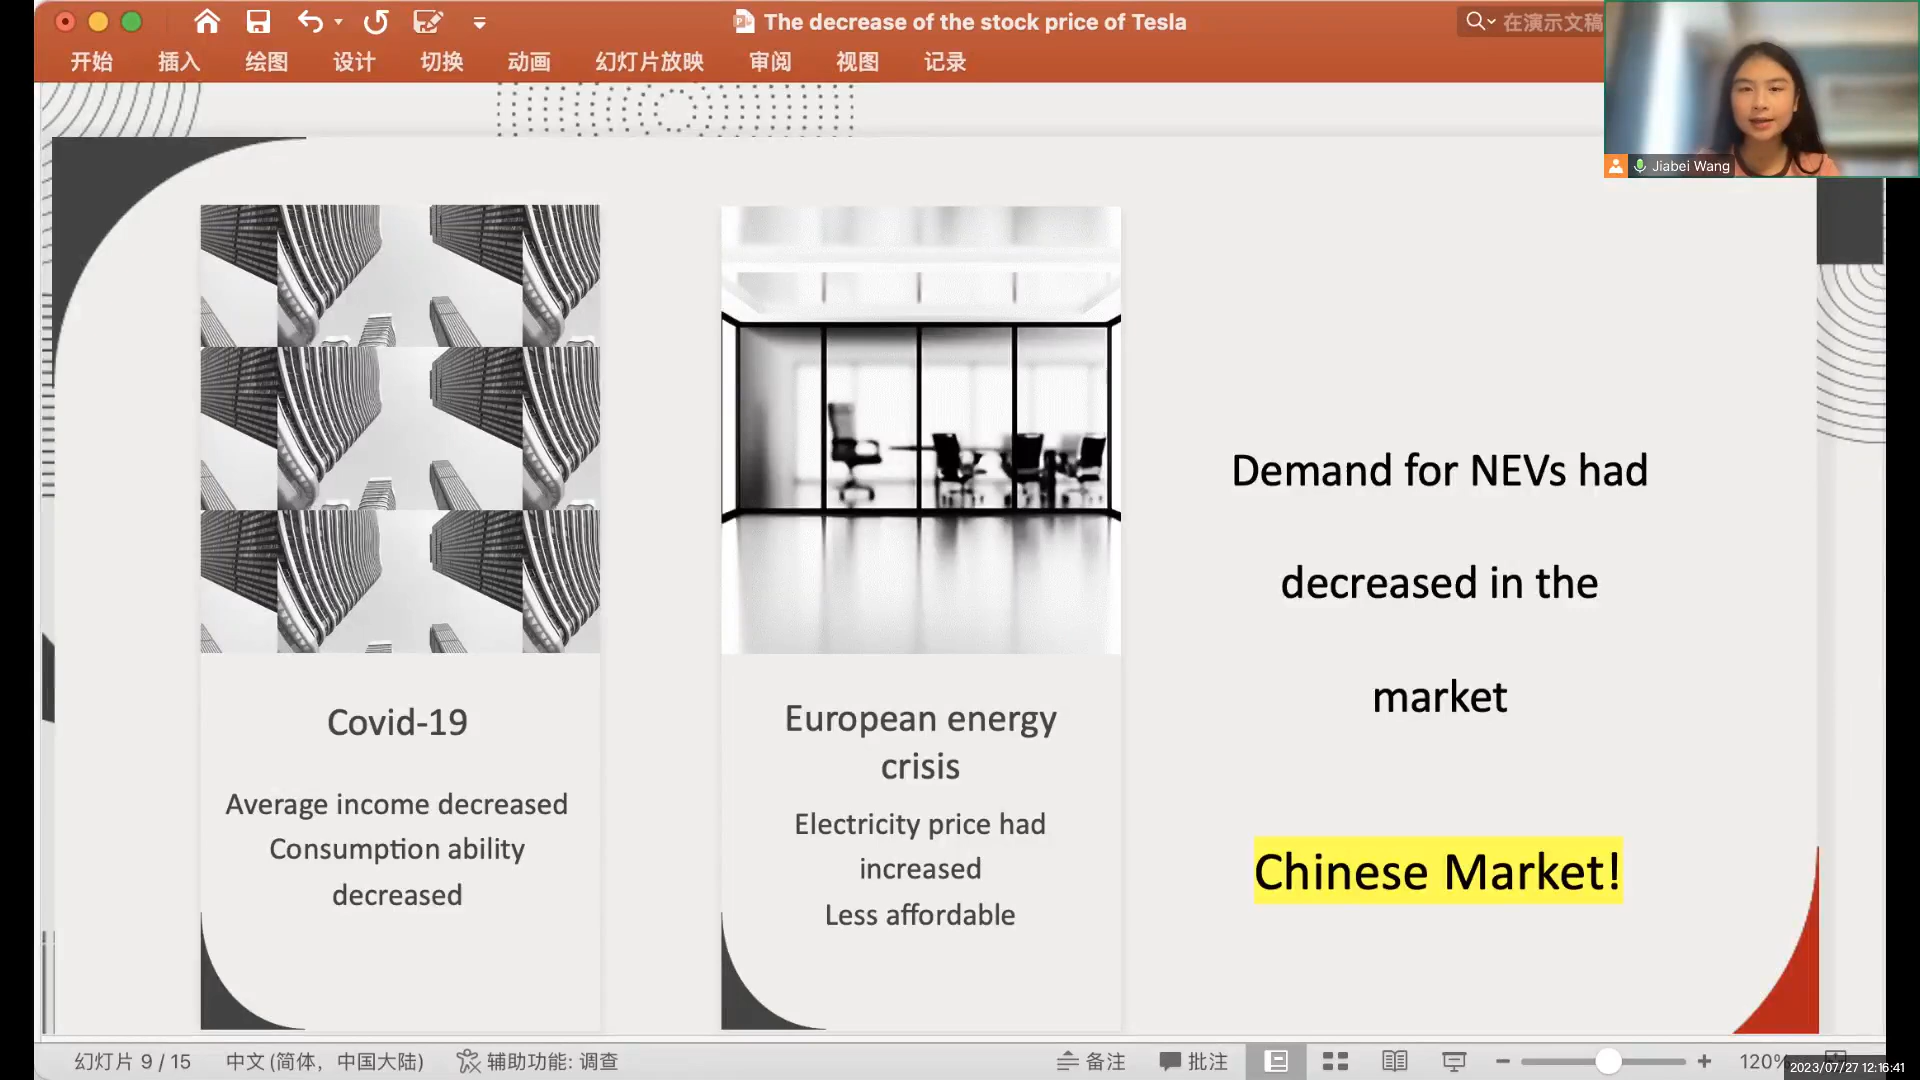 The decrease of the stock price of Tesla
在演示文稿
开始 插入 绘图 设计 切换 动画 幻灯片放映 审阅 视图 记录
Jiabei Wang
Covid-19
Average income decreased
Consumption ability
decreased
European energy
crisis
Electricity price had
increased
Less affordable
Demand for NEVs had
decreased in the
market
Chinese Market!
幻灯片 9 / 15 中文 (简体，中国大陆) 辅助功能: 调查 备注 批注 120%
2023/07/27 12:16:41